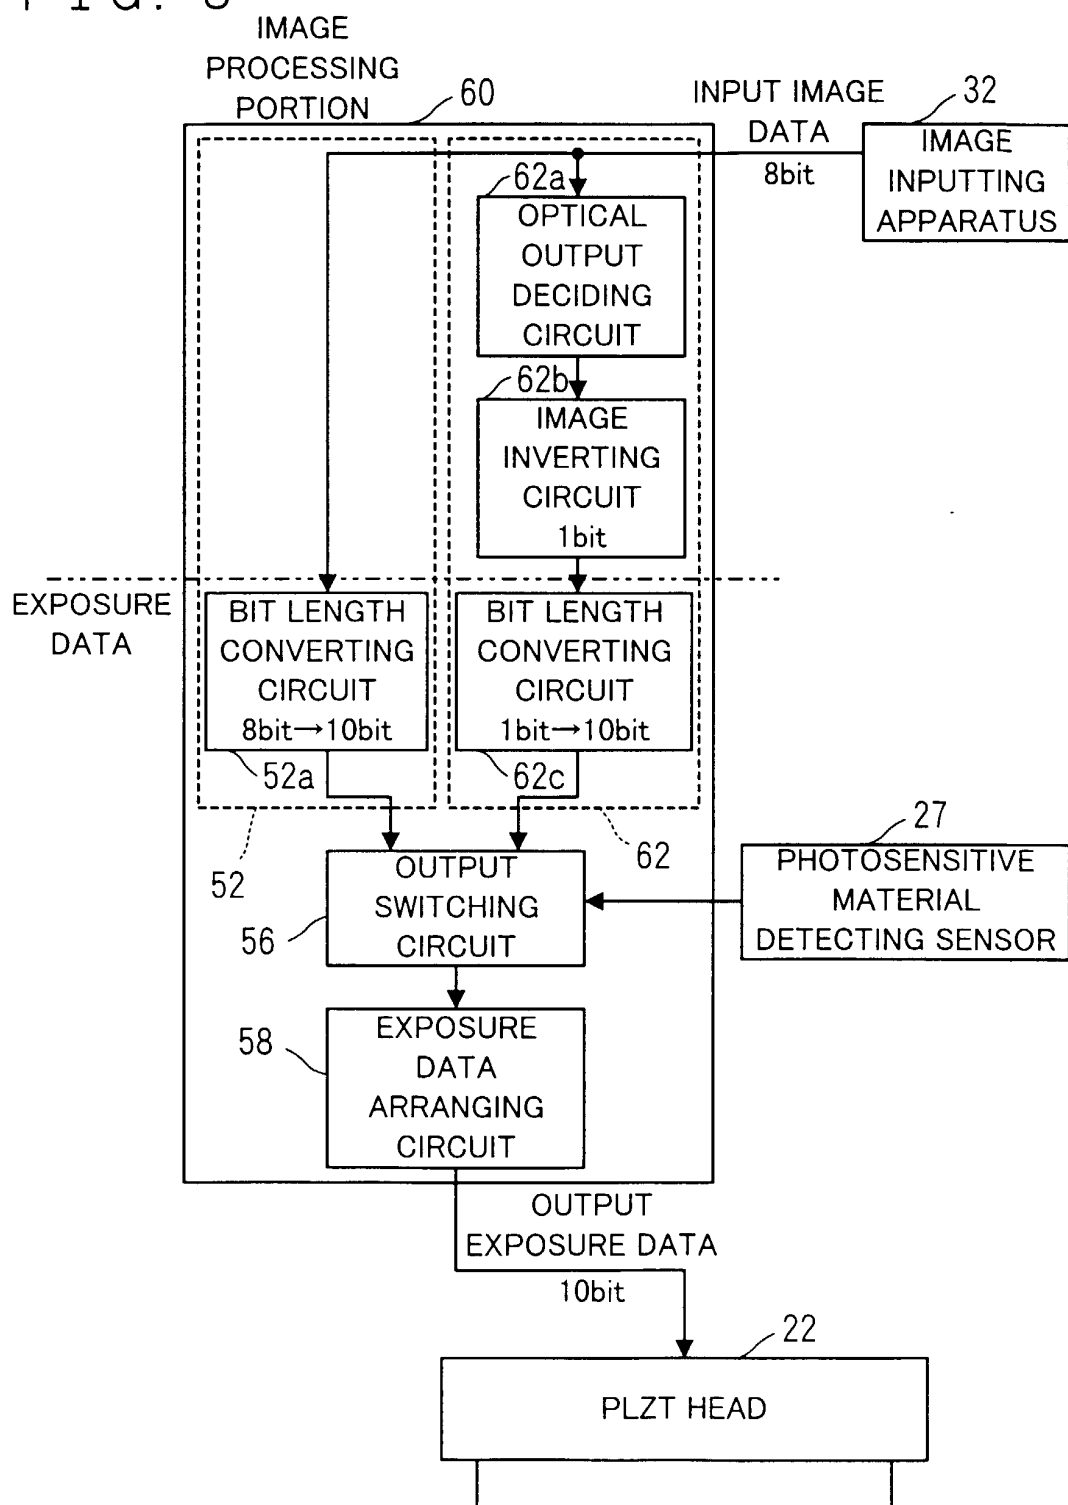 IMAGE
PROCESSING
PORTION
60
INPUT IMAGE
DATA
8bit
32
IMAGE
INPUTTING
APPARATUS
62a
OPTICAL
OUTPUT
DECIDING
CIRCUIT
62b
IMAGE
INVERTING
CIRCUIT
1bit
EXPOSURE
DATA
BIT LENGTH
CONVERTING
CIRCUIT
8bit→10bit
52a
BIT LENGTH
CONVERTING
CIRCUIT
1bit→10bit
62c
52
62
27
PHOTOSENSITIVE
MATERIAL
DETECTING SENSOR
OUTPUT
SWITCHING
CIRCUIT
56
58
EXPOSURE
DATA
ARRANGING
CIRCUIT
OUTPUT
EXPOSURE DATA
10bit
22
PLZT HEAD